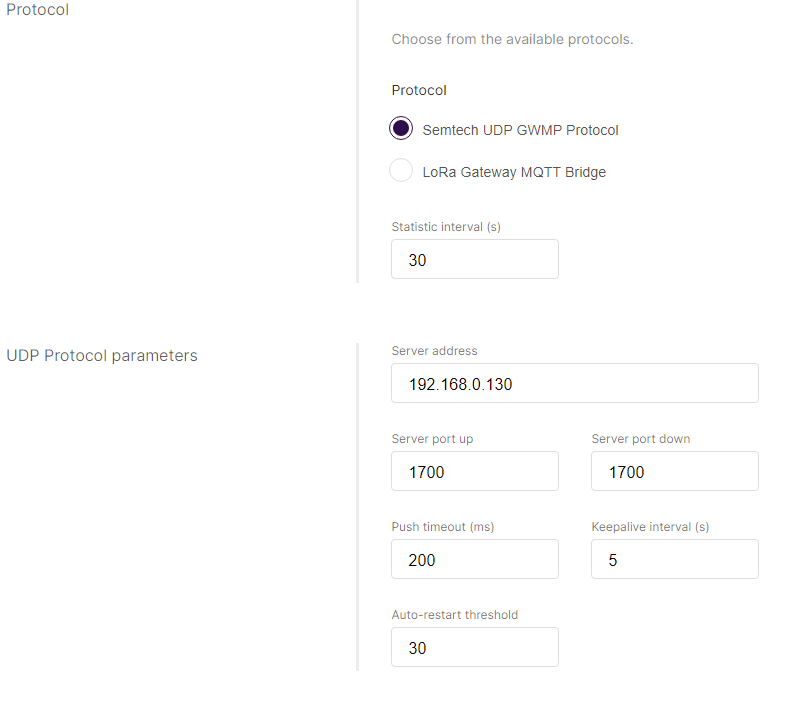 Protocol
Choose from the available protocols.
Protocol
Semtech UDP GWMP Protocol
LoRa Gateway MQTT Bridge
Statistic interval (s)
30
UDP Protocol parameters
Server address
192.168.0.130
Server port up
Server port down
1700
1700
Push timeout (ms)
Keepalive interval (s)
200
5
Auto-restart threshold
30